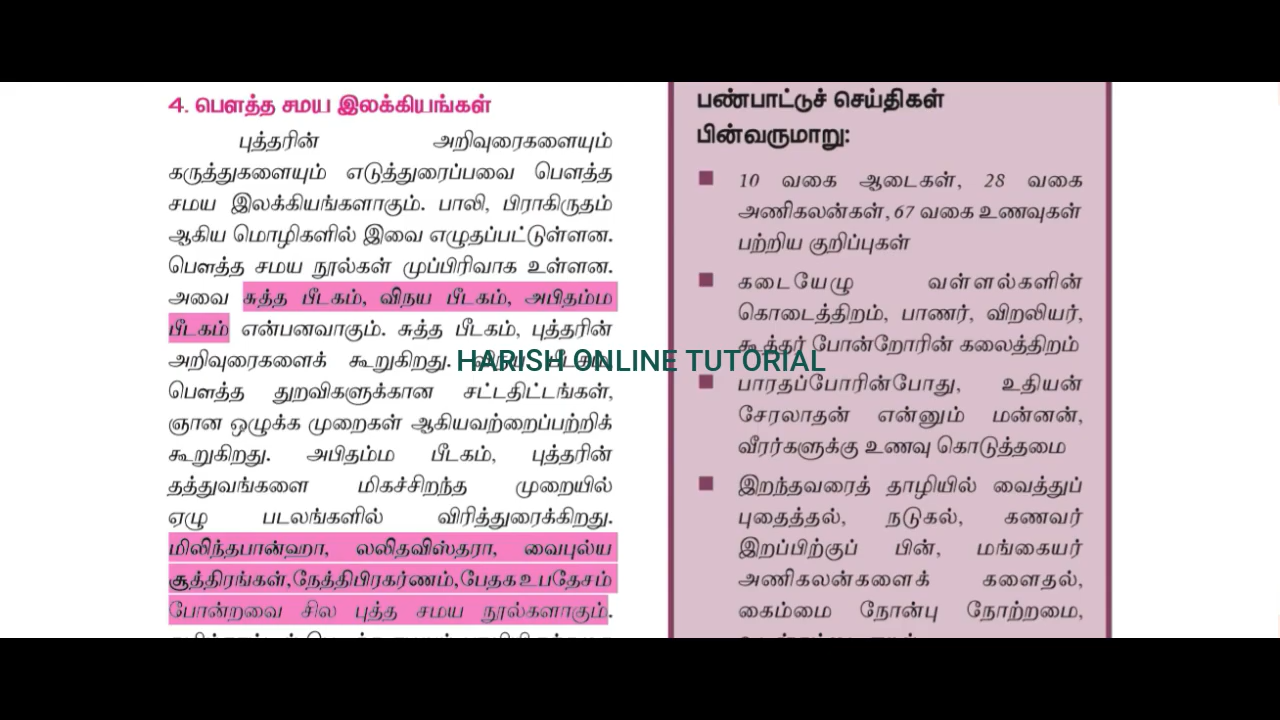 4. பௌத்த சமய இலக்கியங்கள்
புத்தரின் அறிவுரைகளையும்
கருத்துகளையும் எடுத்துரைப்பவை பௌத்த
சமய இலக்கியங்களாகும். பாலி, பிராகிருதம்
ஆகிய மொழிகளில் இவை எழுதப்பட்டுள்ளன.
பௌத்த சமய நூல்கள் முப்பிரிவாக உள்ளன.
அவை சுத்த பீடகம், விநய பீடகம், அபிதம்ம
பீடகம் என்பனவாகும். சுத்த பீடகம், புத்தரின்
அறிவுரைகளைக் கூறுகிறது.
பௌத்த துறவிகளுக்கான சட்டதிட்டங்கள்,
ஞான ஒழுக்க முறைகள் ஆகியவற்றைப்பற்றிக்
கூறுகிறது. அபிதம்ம பீடகம், புத்தரின்
தத்துவங்களை மிகச்சிறந்த முறையில்
ஏழு படலங்களில் விரித்துரைக்கிறது.
மிலிந்தபான்ஹா, லலிதவிஸ்தரா, வைபுல்ய
சூத்திரங்கள்,நேத்திபிரகர்ணம்,பேதக உபதேசம்
போன்றவை சில புத்த சமய நூல்களாகும்.
பண்பாட்டுச் செய்திகள்
பின்வருமாறு:
10 வகை ஆடைகள், 28 வகை
அணிகலன்கள், 67 வகை உணவுகள்
பற்றிய குறிப்புகள்
கடையேழு வள்ளல்களின்
கொடைத்திறம், பாணர், விறலியர்,
கூத்தர் போன்றோரின் கலைத்திறம்
பாரதப்போரின்போது, உதியன்
சேரலாதன் என்னும் மன்னன்,
வீரர்களுக்கு உணவு கொடுத்தமை
இறந்தவரைத் தாழியில் வைத்துப்
புதைத்தல், நடுகல், கணவர்
இறப்பிற்குப் பின், மங்கையர்
அணிகலன்களைக் களைதல்,
கைம்மை நோன்பு நோற்றமை,
HARISH ONLINE TUTORIAL